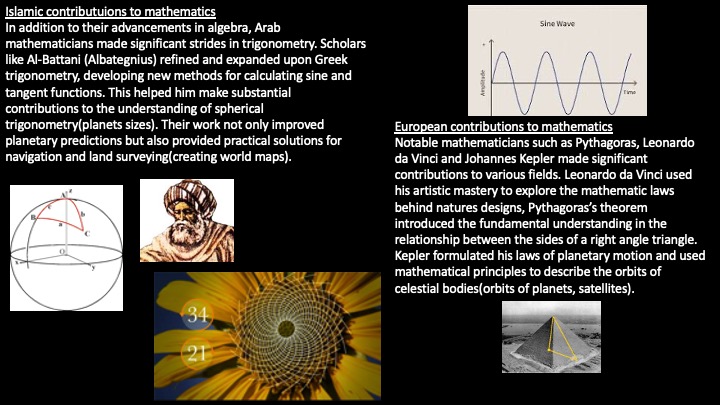 Islamic contributuions to mathematics
In addition to their advancements in algebra, Arab
mathematicians made significant strides in trigonometry. Scholars
like Al-Battani (Albategnius) refined and expanded upon Greek
trigonometry, developing new methods for calculating sine and
tangent functions. This helped him make substantial
contributions to the understanding of spherical
trigonometry(planets sizes). Their work not only improved
planetary predictions but also provided practical solutions for
navigation and land surveying(creating world maps).
Sine Wave
+
Amplitude
Time
European contributions to mathematics
Notable mathematicians such as Pythagoras, Leonardo
da Vinci and Johannes Kepler made significant
contributions to various fields. Leonardo da Vinci used
his artistic mastery to explore the mathematic laws
behind natures designs, Pythagoras’s theorem
introduced the fundamental understanding in the
relationship between the sides of a right angle triangle.
Kepler formulated his laws of planetary motion and used
mathematical principles to describe the orbits of
celestial bodies(orbits of planets, satellites).
A z
c
B b
a C
O
x y
34
21